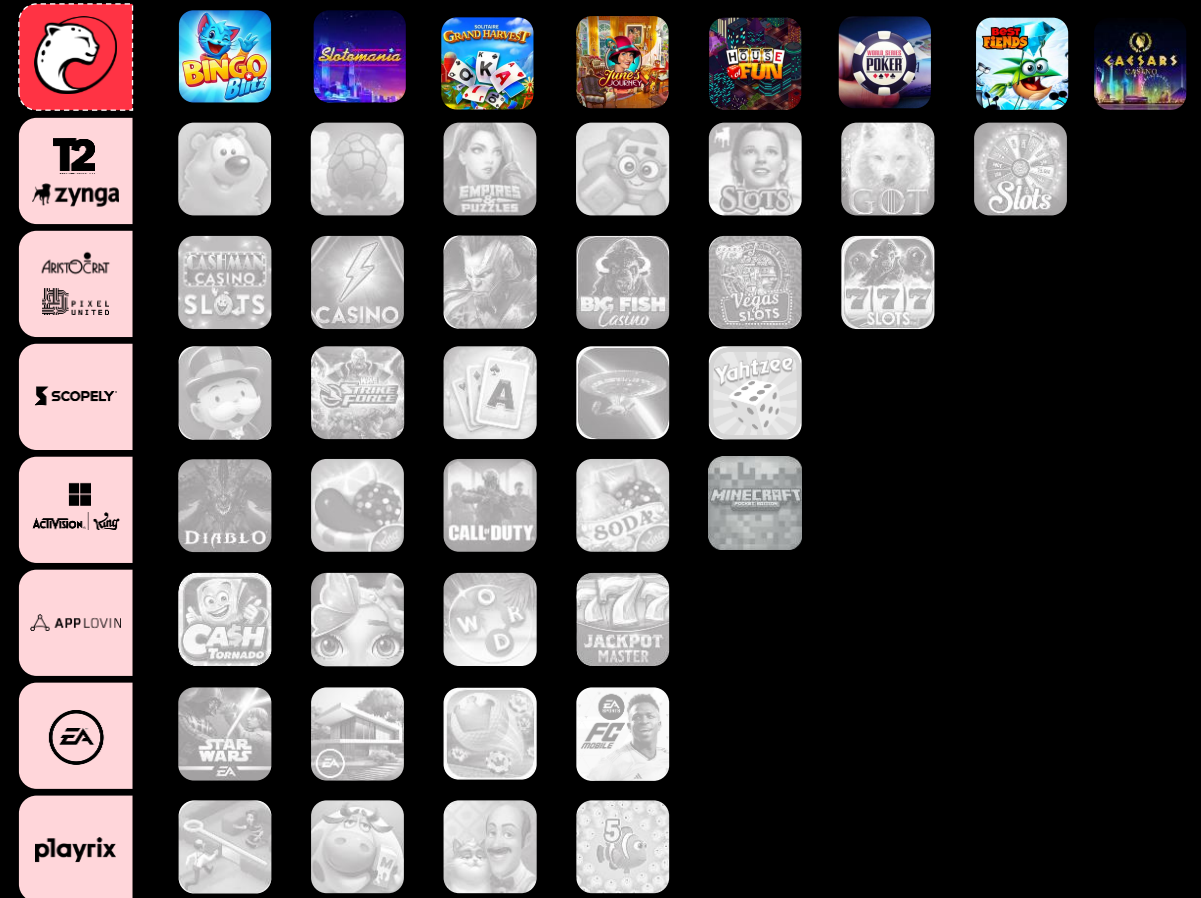 BINGO
Blitz
Slotomania
SOLITAIRE
GRAND HARVEST
Q K A
June's
JOURNEY
HOUSE
OF
FUN
WORLD SERIES
POKER
BEST
FIENDS
CAESARS
CASINO
T2
zynga
EMPIRES
&
PUZZLES
SLOTS
GOT
Slots
ARISTOCRAT
PIXEL
UNITED
CASHMAN
CASINO
SLOTS
CASINO
BIG FISH
Casino
Vegas
SLOTS
777
SLOTS
SCOPELY
STRIKE
FORCE
A
Yahtzee
ACTIVISION
King
DIABLO
CALL OF DUTY
SODA
MINECRAFT
POCKET EDITION
APPLOVIN
CASH
TORNADO
W O R D
777
JACKPOT
MASTER
EA
STAR
WARS
EA
EA
EA
SPORTS
FC
MOBILE
playrix
M
5